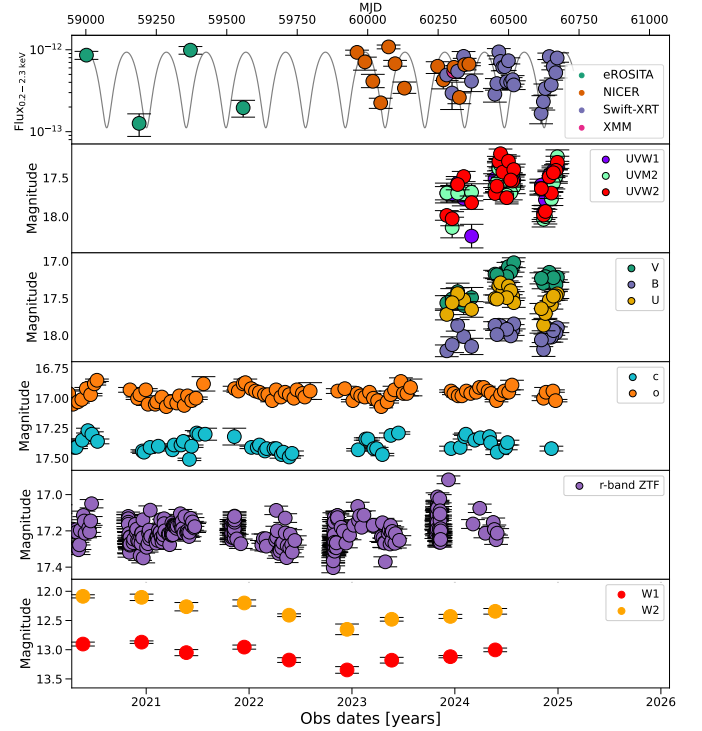 MJD
59000 59250 59500 59750 60000 60250 60500 60750 61000
Flux0.2−2.3 keV
10−12
10−13
eROSITA
NICER
Swift-XRT
XMM
Magnitude
17.5
18.0
UVW1
UVM2
UVW2
Magnitude
17.0
17.5
18.0
V
B
U
Magnitude
16.75
17.00
17.25
17.50
c
o
Magnitude
17.0
17.2
17.4
r-band ZTF
Magnitude
12.0
12.5
13.0
13.5
W1
W2
2021 2022 2023 2024 2025 2026
Obs dates [years]